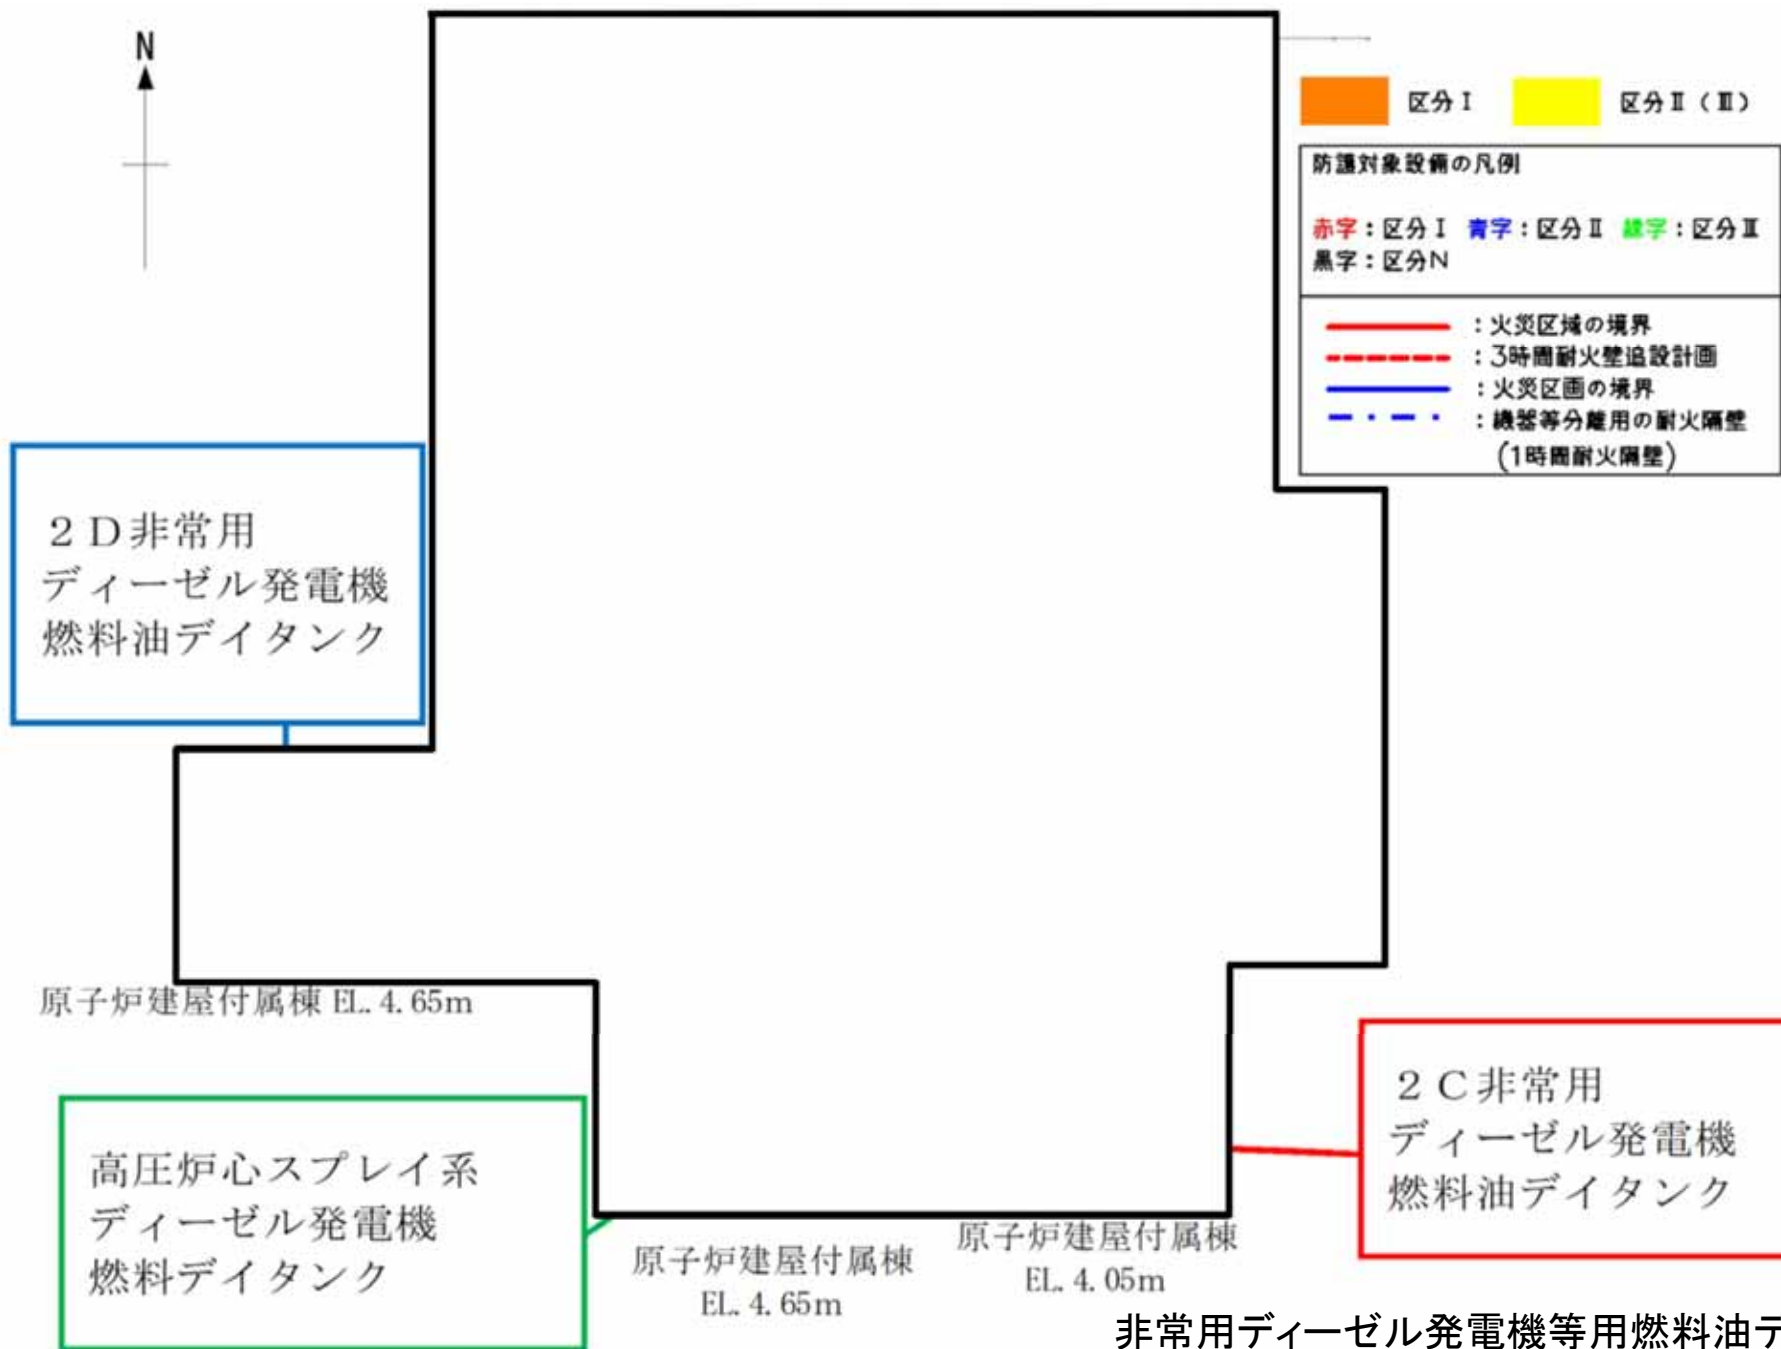 N
区分Ⅰ 区分Ⅱ(Ⅲ)
防護対象設備の凡例
赤字:区分Ⅰ 青字:区分Ⅱ 緑字:区分Ⅲ
黒字:区分N
:火災区域の境界
:3時間耐火壁追設計画
:火災区画の境界
:機器等分離用の耐火隔壁
(1時間耐火隔壁)
2D非常用
ディーゼル発電機
燃料油デイタンク
原子炉建屋付属棟 EL. 4.65m
高圧炉心スプレイ系
ディーゼル発電機
燃料デイタンク
原子炉建屋付属棟
EL. 4.65m
原子炉建屋付属棟
EL. 4.05m
2C非常用
ディーゼル発電機
燃料油デイタンク
非常用ディーゼル発電機等用燃料油デ